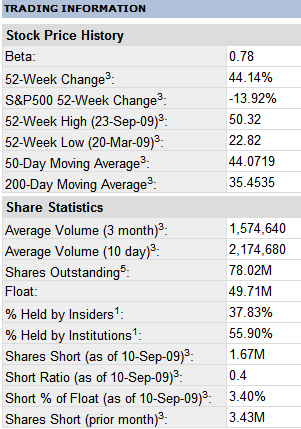 TRADING INFORMATION
Stock Price History
Beta: 0.78
52-Week Change³: 44.14%
S&P500 52-Week Change³: -13.92%
52-Week High (23-Sep-09)³: 50.32
52-Week Low (20-Mar-09)³: 22.82
50-Day Moving Average³: 44.0719
200-Day Moving Average³: 35.4535
Share Statistics
Average Volume (3 month)³: 1,574,640
Average Volume (10 day)³: 2,174,680
Shares Outstanding⁵: 78.02M
Float: 49.71M
% Held by Insiders¹: 37.83%
% Held by Institutions¹: 55.90%
Shares Short (as of 10-Sep-09)³: 1.67M
Short Ratio (as of 10-Sep-09)³: 0.4
Short % of Float (as of 10-Sep-09)³: 3.40%
Shares Short (prior month)³: 3.43M